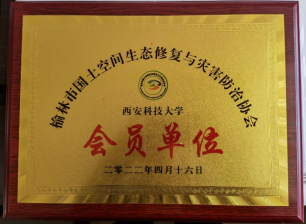 榆林市国土空间生态修复与灾害防治协会
西安科技大学
会员单位
二零二二年四月十六日